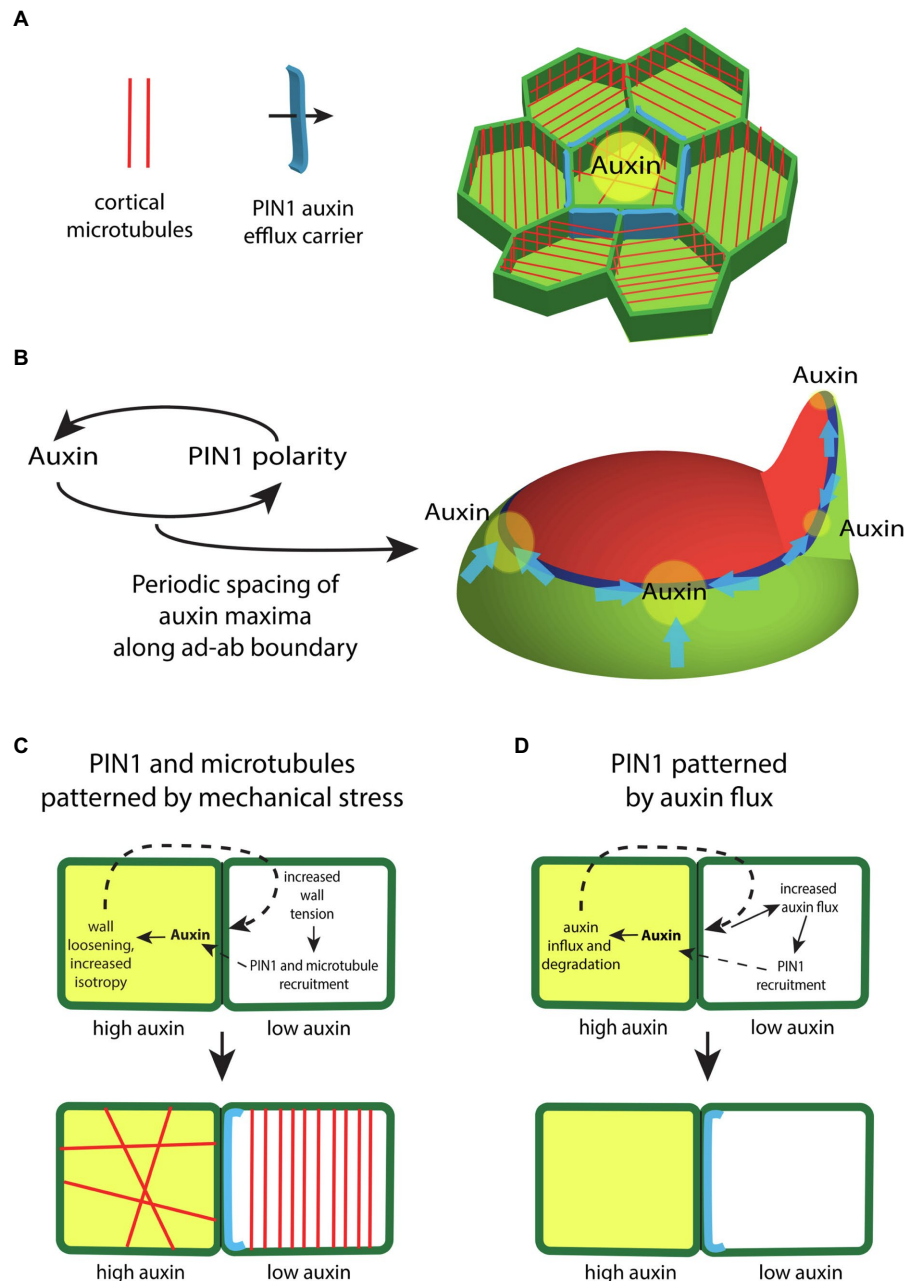 A
cortical
microtubules
PIN1 auxin
efflux carrier
Auxin
B
Auxin
PIN1 polarity
Periodic spacing of
auxin maxima
along ad-ab boundary
Auxin
Auxin
Auxin
Auxin
C
PIN1 and microtubules
patterned by mechanical stress
wall
loosening,
increased
isotropy
Auxin
increased
wall
tension
PIN1 and microtubule
recruitment
high auxin
low auxin
high auxin
low auxin
D
PIN1 patterned
by auxin flux
auxin
influx and
degradation
Auxin
increased
auxin flux
PIN1
recruitment
high auxin
low auxin
high auxin
low auxin